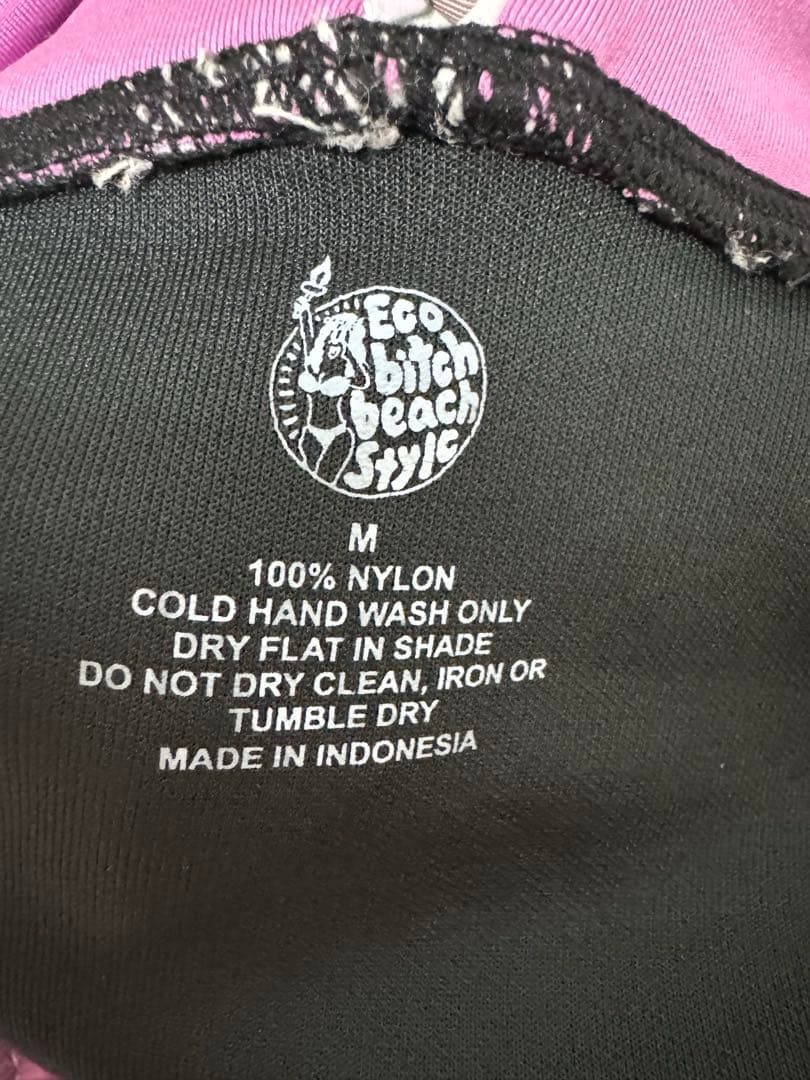 Eco
bitch
beach
Style
M
100% NYLON
COLD HAND WASH ONLY
DRY FLAT IN SHADE
DO NOT DRY CLEAN, IRON OR
TUMBLE DRY
MADE IN INDONESIA